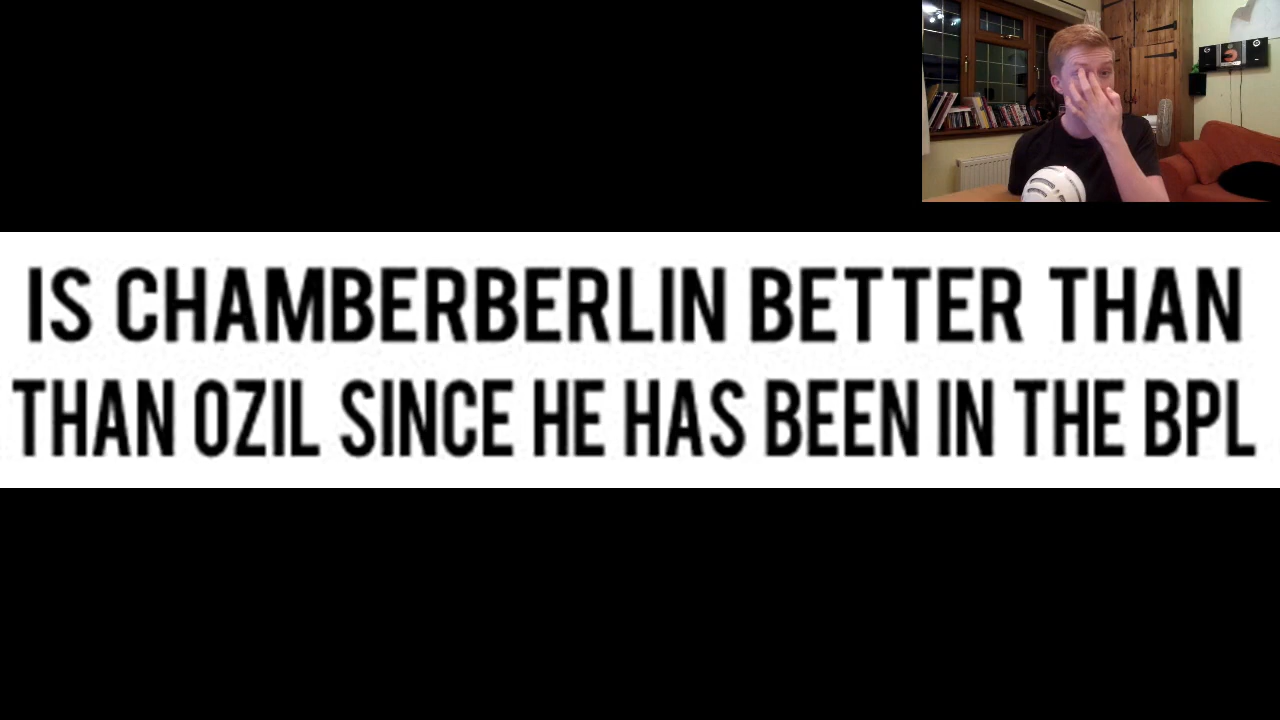 IS CHAMBERBERLIN BETTER THAN
THAN OZIL SINCE HE HAS BEEN IN THE BPL